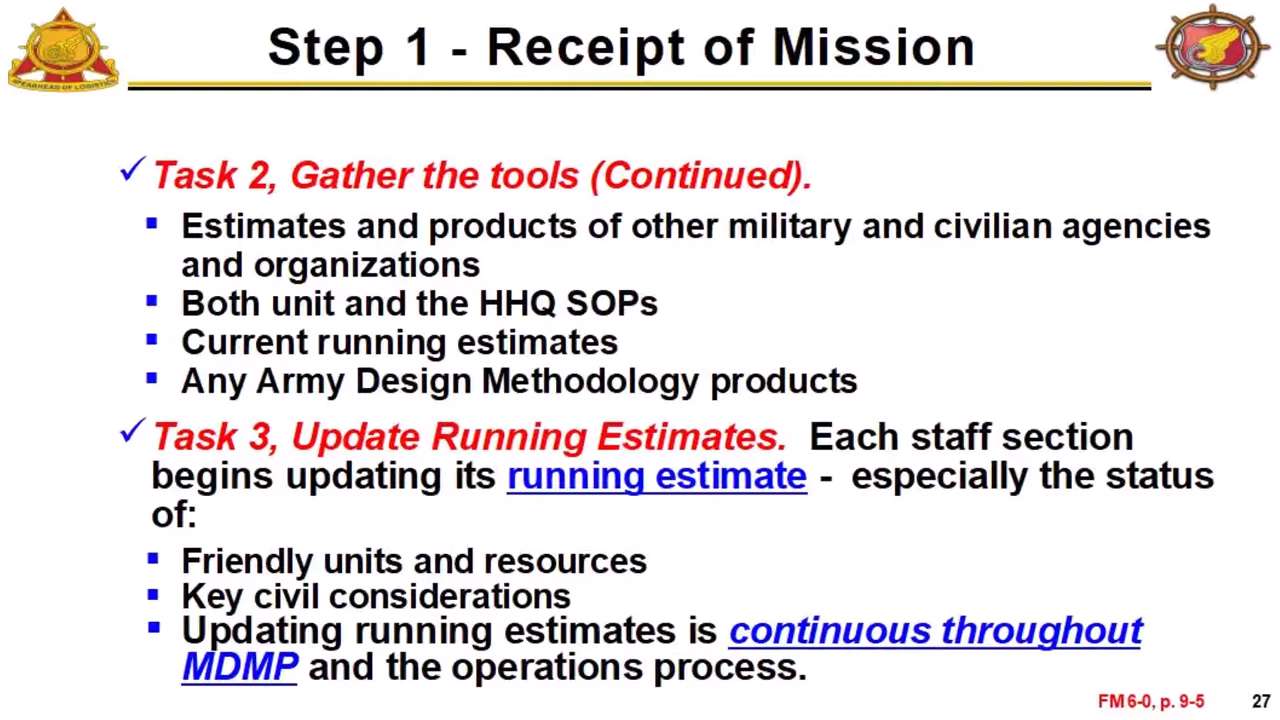 Step 1 - Receipt of Mission
SPEARHEAD OF LOGISTICS
Task 2, Gather the tools (Continued).
Estimates and products of other military and civilian agencies
and organizations
Both unit and the HHQ SOPs
Current running estimates
Any Army Design Methodology products
Task 3, Update Running Estimates.  Each staff section
begins updating its running estimate -  especially the status
of:
Friendly units and resources
Key civil considerations
Updating running estimates is continuous throughout
MDMP and the operations process.
FM 6-0, p. 9-5
27